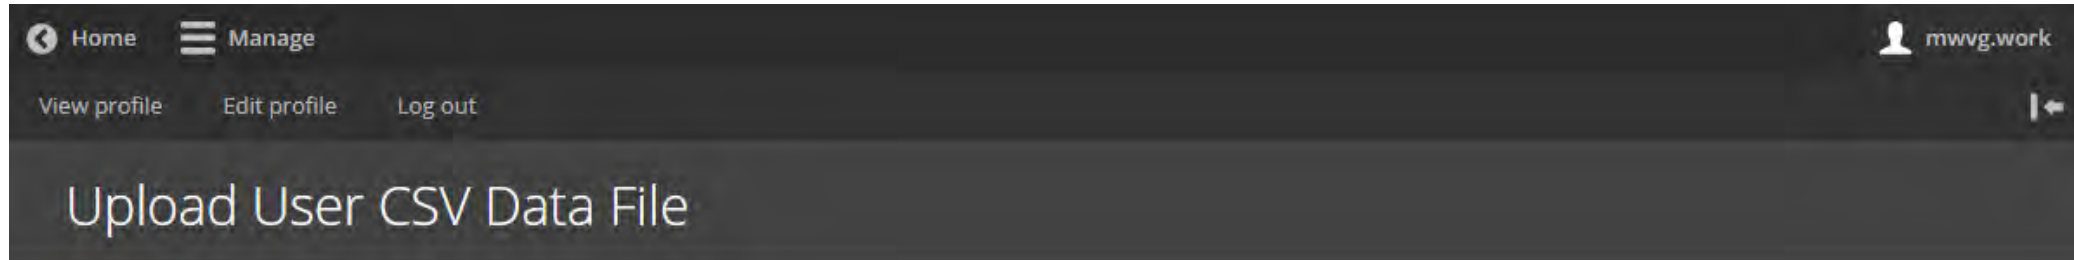 Home Manage mwvg.work
View profile Edit profile Log out
Upload User CSV Data File